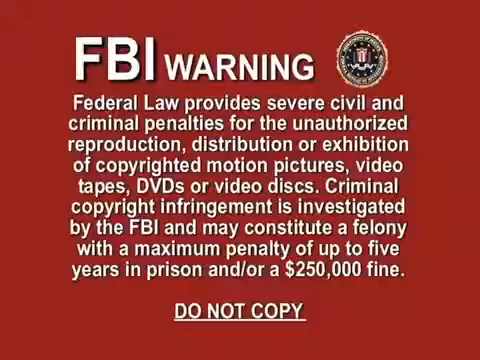 FBI WARNING
Federal Law provides severe civil and
criminal penalties for the unauthorized
reproduction, distribution or exhibition
of copyrighted motion pictures, video
tapes, DVDs or video discs. Criminal
copyright infringement is investigated
by the FBI and may constitute a felony
with a maximum penalty of up to five
years in prison and/or a $250,000 fine.
DO NOT COPY